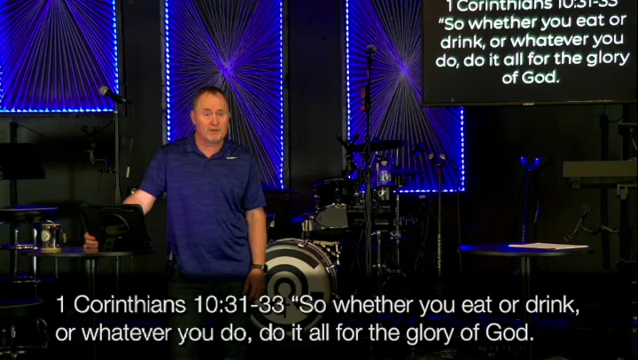 1 Corinthians 10:31-33
“So whether you eat or
drink, or whatever you
do, do it all for the glory
of God.
1 Corinthians 10:31-33 “So whether you eat or drink,
or whatever you do, do it all for the glory of God.